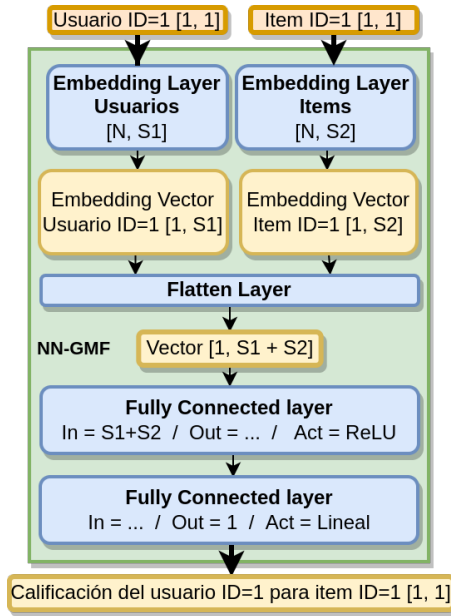 Usuario ID=1 [1, 1]
Item ID=1 [1, 1]
Embedding Layer
Usuarios
[N, S1]
Embedding Layer
Items
[N, S2]
Embedding Vector
Usuario ID=1 [1, S1]
Embedding Vector
Item ID=1 [1, S2]
Flatten Layer
NN-GMF
Vector [1, S1 + S2]
Fully Connected layer
In = S1+S2 / Out = ... / Act = ReLU
Fully Connected layer
In = ... / Out = 1 / Act = Lineal
Calificación del usuario ID=1 para item ID=1 [1, 1]